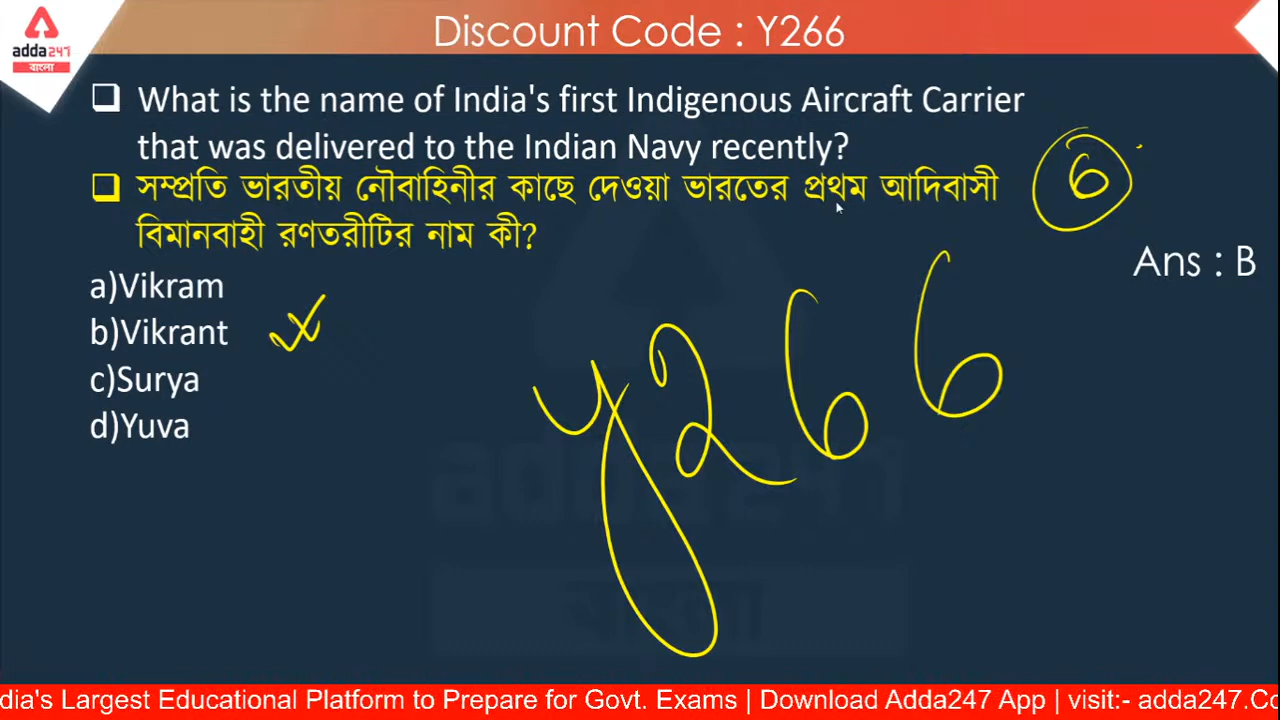 Discount Code : Y266
adda247
বাংলা
What is the name of India's first Indigenous Aircraft Carrier
that was delivered to the Indian Navy recently?
সম্প্রতি ভারতীয় নৌবাহিনীর কাছে দেওয়া ভারতের প্রথম আদিবাসী
বিমানবাহী রণতরীটির নাম কী?
6
Ans : B
a)Vikram
b)Vikrant
c)Surya
d)Yuva
y266
adda247
বাংলা
dia's Largest Educational Platform to Prepare for Govt. Exams | Download Adda247 App | visit:- adda247.Co